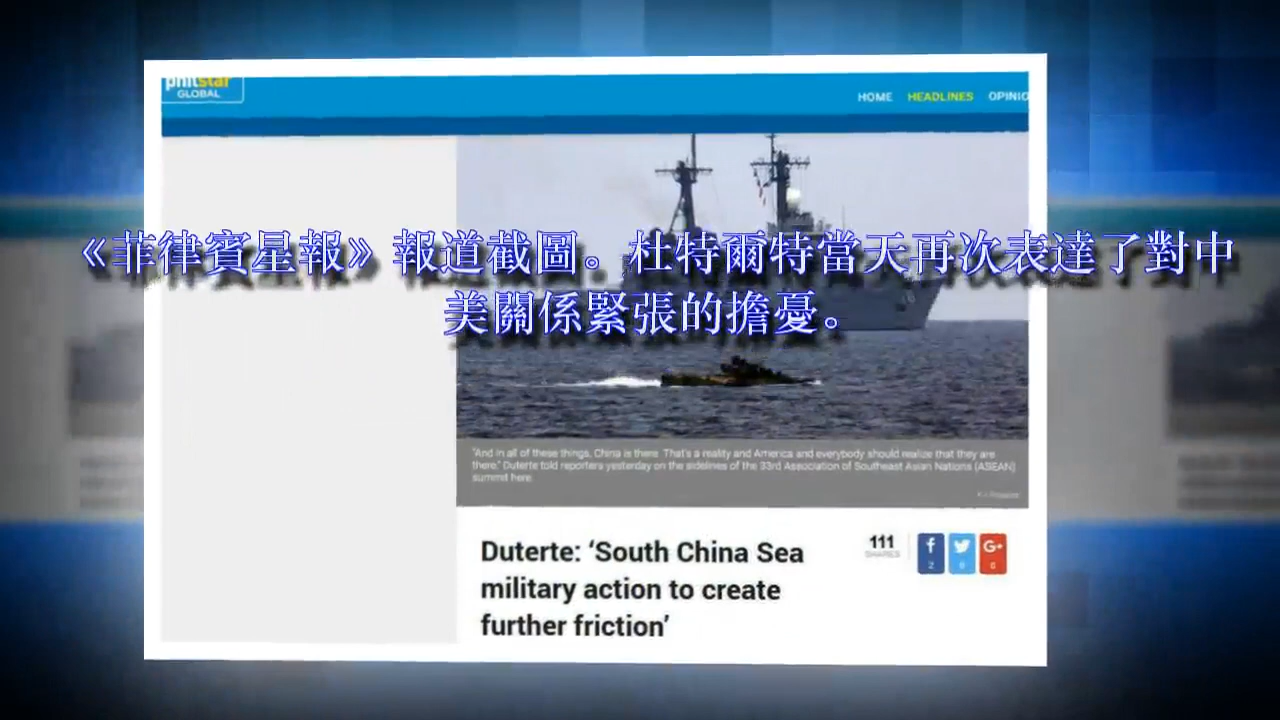 philstar
GLOBAL
HOME HEADLINES OPINIO
《菲律賓星報》報道截圖。杜特爾特當天再次表達了對中
美關係緊張的擔憂。
"And in all of these things, China is there. That's a reality and America and everybody should realize that they are
there," Duterte told reporters yesterday on the sidelines of the 33rd Association of Southeast Asian Nations (ASEAN)
summit here.
Duterte: ‘South China Sea
military action to create
further friction’
111
SHARES
f
G+
2
0
0